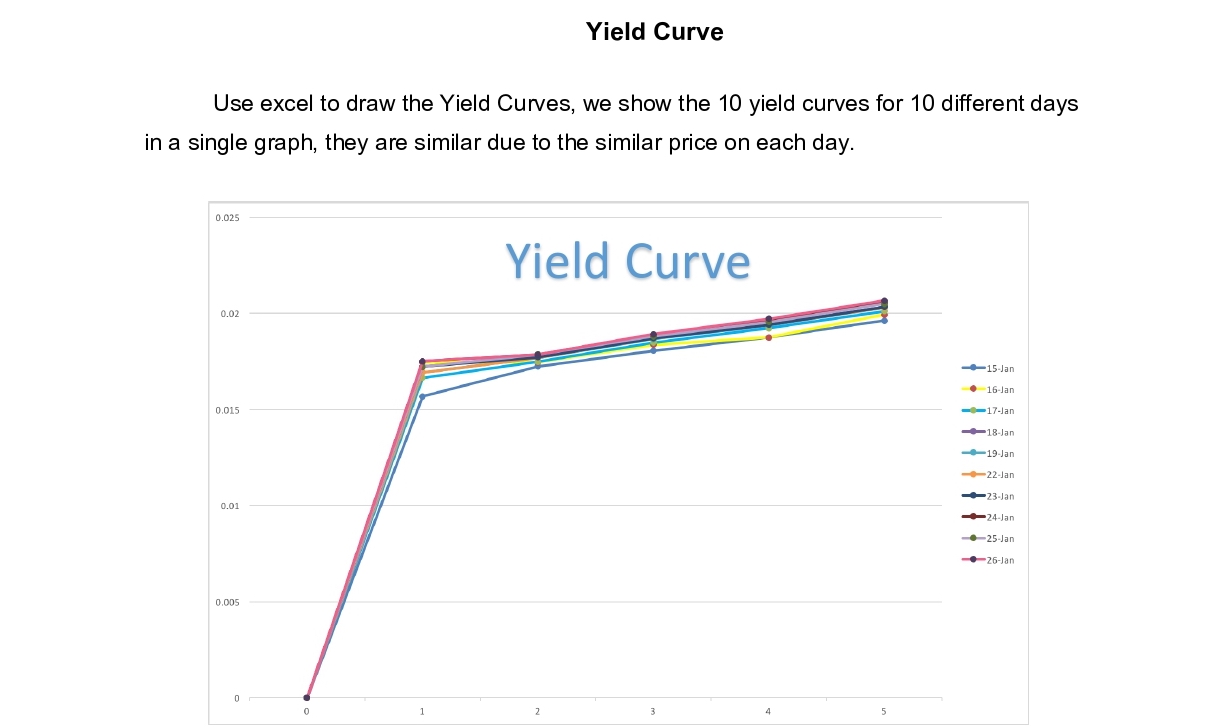 Yield Curve
Use excel to draw the Yield Curves, we show the 10 yield curves for 10 different days
in a single graph, they are similar due to the similar price on each day.
0.025
Yield Curve
0.02
0.015
0.01
0.005
0
0 1 2 3 4 5
15-Jan
16-Jan
17-Jan
18-Jan
19-Jan
22-Jan
23-Jan
24-Jan
25-Jan
26-Jan